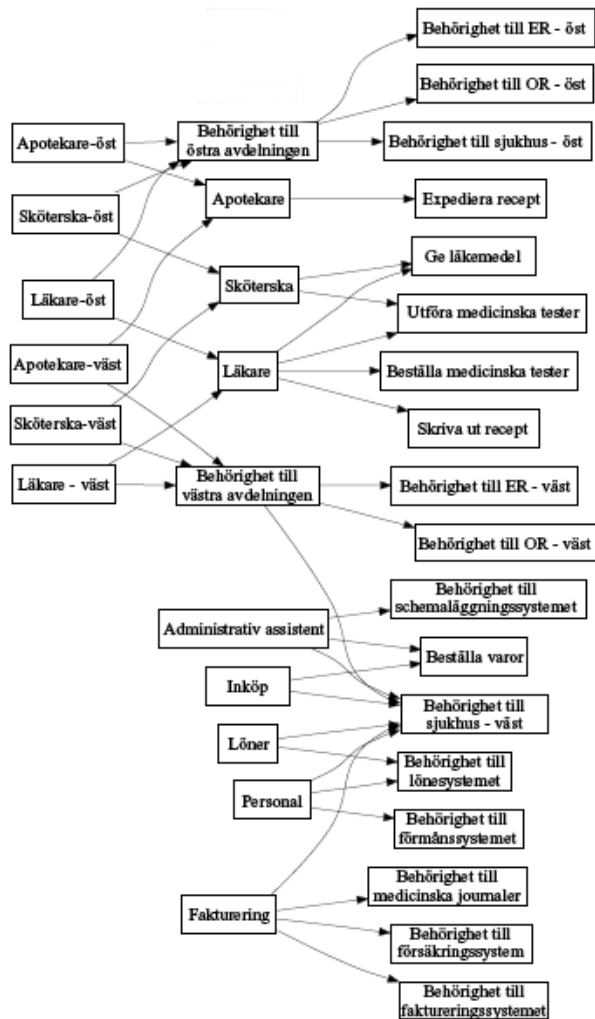 Behörighet till ER - öst
Behörighet till OR - öst
Behörighet till
östra avdelningen
Behörighet till sjukhus - öst
Apotekare-öst
Apotekare
Expediera recept
Sköterska-öst
Ge läkemedel
Sköterska
Läkare-öst
Utföra medicinska tester
Apotekare-väst
Läkare
Beställa medicinska tester
Sköterska-väst
Skriva ut recept
Läkare - väst
Behörighet till
västra avdelningen
Behörighet till ER - väst
Behörighet till OR - väst
Behörighet till
schemaläggningssystemet
Administrativ assistent
Beställa varor
Inköp
Behörighet till
sjukhus - väst
Löner
Behörighet till
lönesystemet
Personal
Behörighet till
förmånssystemet
Behörighet till
medicinska journaler
Fakturering
Behörighet till
försäkringssystem
Behörighet till
faktureringssystemet